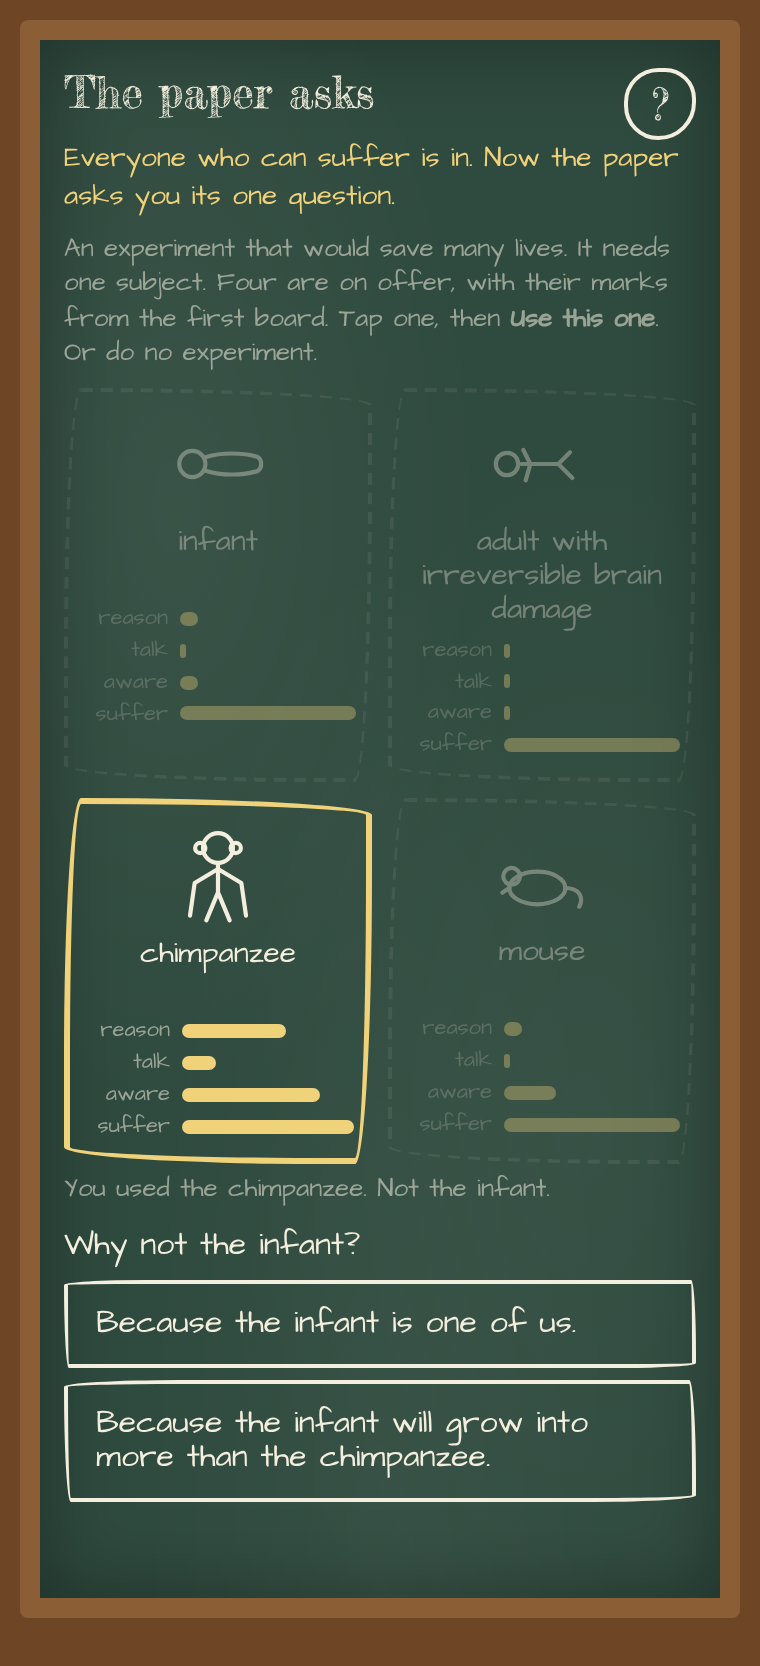 The paper asks
?
Everyone who can suffer is in. Now the paper
asks you its one question.
An experiment that would save many lives. It needs
one subject. Four are on offer, with their marks
from the first board. Tap one, then Use this one.
Or do no experiment.
infant
reason
talk
aware
suffer
adult with
irreversible brain
damage
reason
talk
aware
suffer
chimpanzee
reason
talk
aware
suffer
mouse
reason
talk
aware
suffer
You used the chimpanzee. Not the infant.
Why not the infant?
Because the infant is one of us.
Because the infant will grow into
more than the chimpanzee.